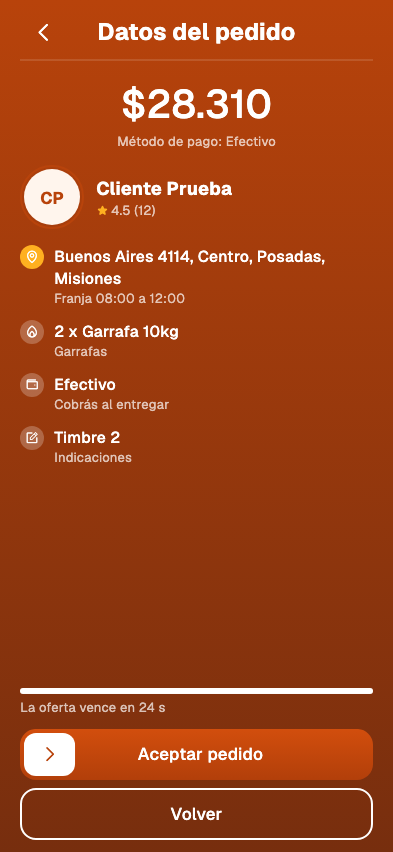 Datos del pedido
$28.310
Método de pago: Efectivo
CP
Cliente Prueba
4.5 (12)
Buenos Aires 4114, Centro, Posadas,
Misiones
Franja 08:00 a 12:00
2 x Garrafa 10kg
Garrafas
Efectivo
Cobrás al entregar
Timbre 2
Indicaciones
La oferta vence en 24 s
Aceptar pedido
Volver